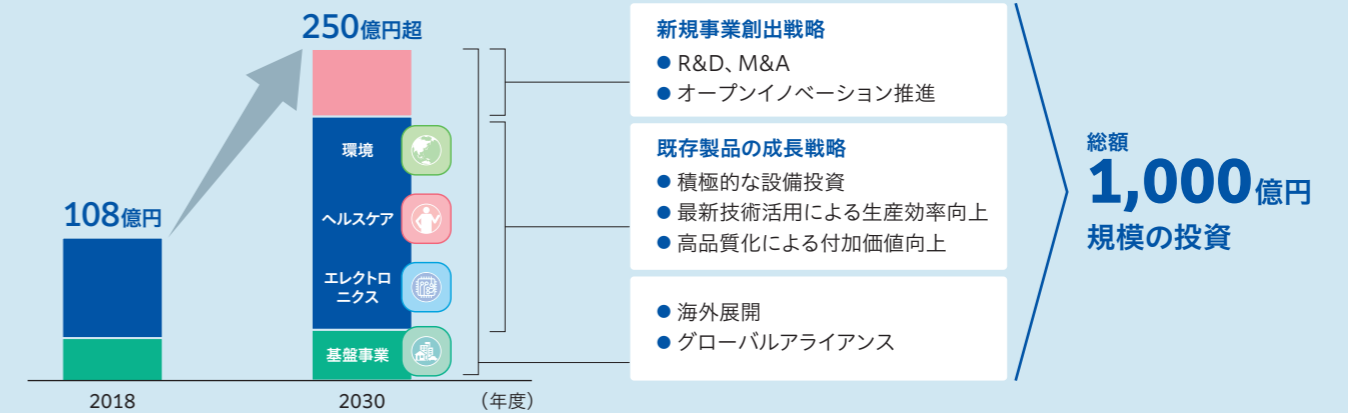 250億円超
108億円
環境
ヘルスケア
エレクトロ
ニクス
基盤事業
2018
2030
（年度）
新規事業創出戦略
● R&D、M&A
● オープンイノベーション推進
既存製品の成長戦略
● 積極的な設備投資
● 最新技術活用による生産効率向上
● 高品質化による付加価値向上
● 海外展開
● グローバルアライアンス
総額
1,000億円
規模の投資